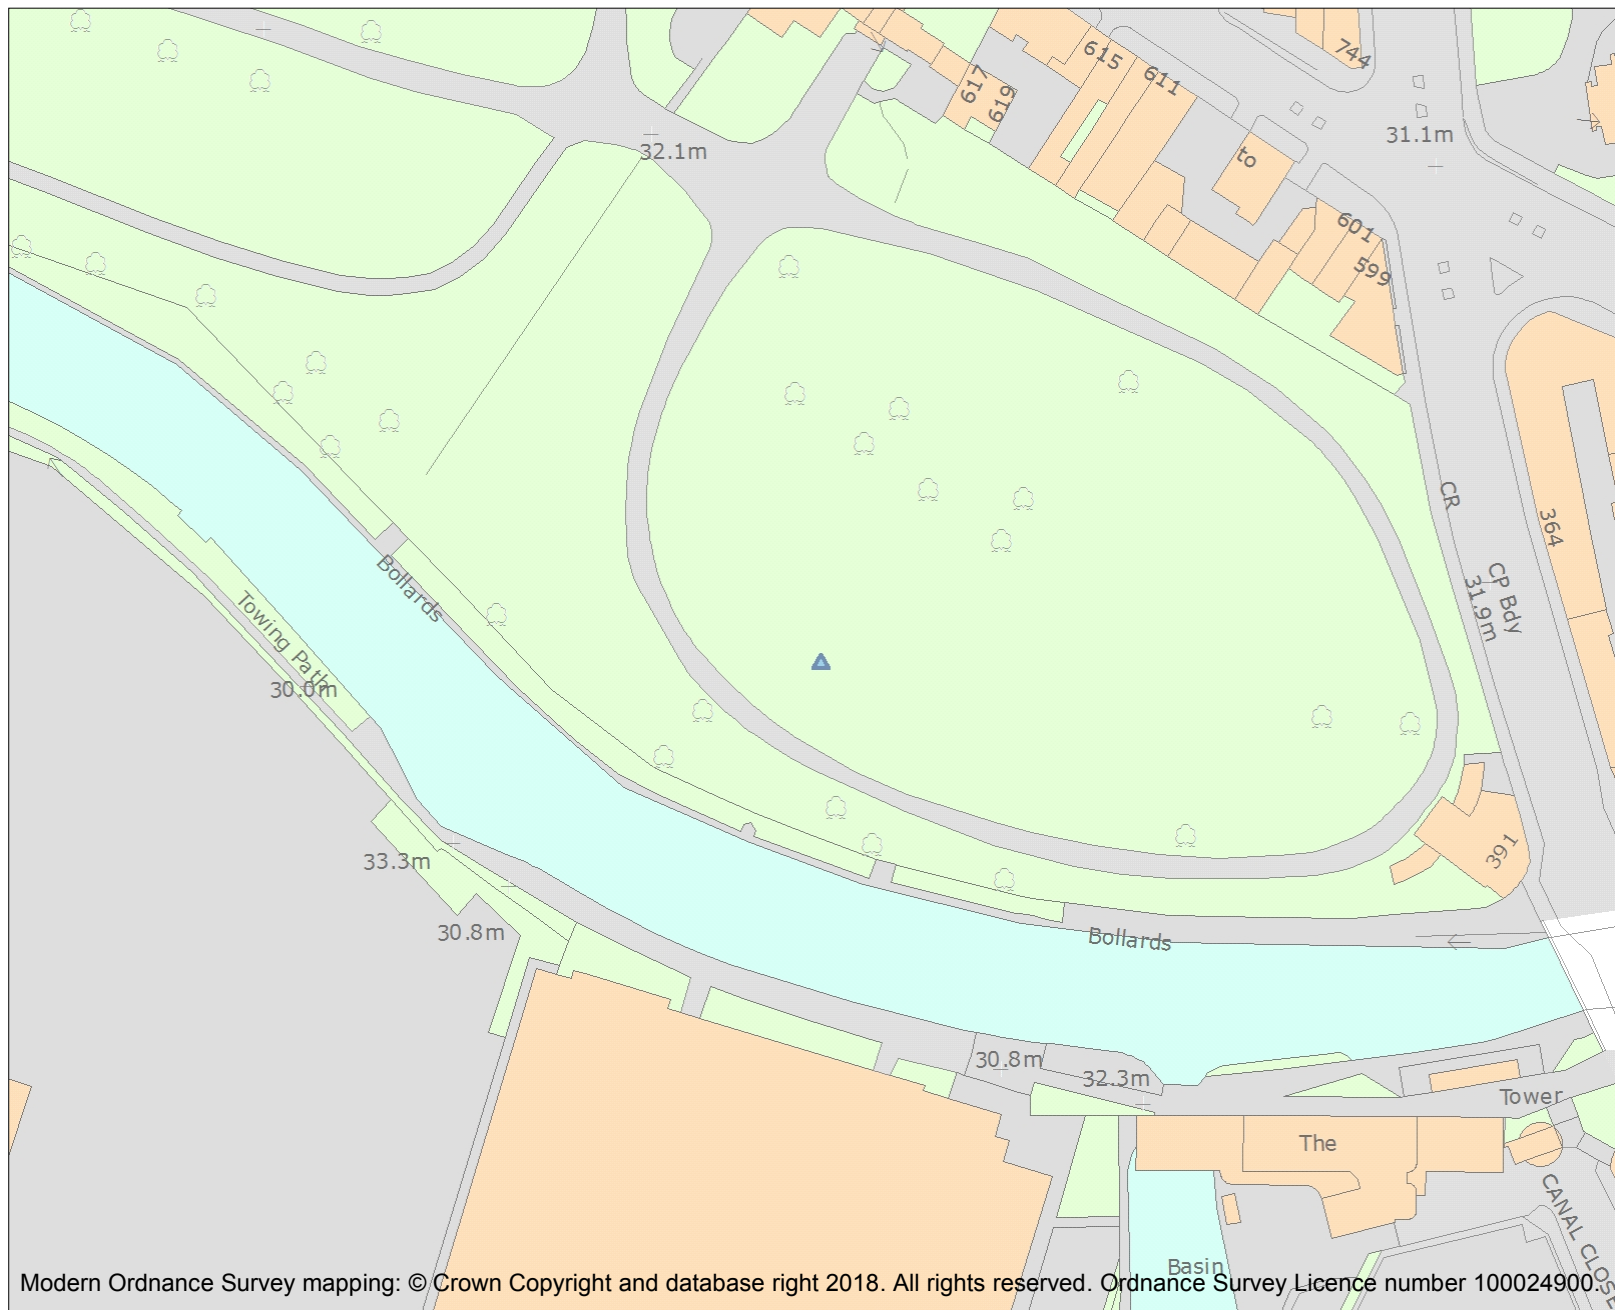 744
615
611
617
619
31.1m
32.1m
to
601
599
CR
364
CP Bdy
31.9m
Bollards
Towing Path
30.0m
391
33.3m
30.8m
Bollards
30.8m
32.3m
Tower
The
CANAL CLOSE
Basin
Modern Ordnance Survey mapping: © Crown Copyright and database right 2018. All rights reserved. Ordnance Survey Licence number 100024900.